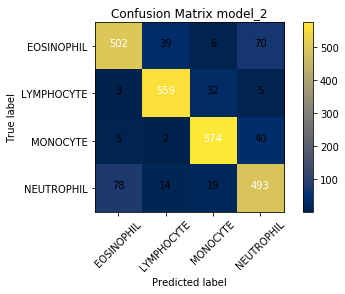 Confusion Matrix model_2
EOSINOPHIL 502 39 6 70
LYMPHOCYTE 3 559 32 5
MONOCYTE 5 2 574 40
NEUTROPHIL 78 14 19 493
EOSINOPHIL LYMPHOCYTE MONOCYTE NEUTROPHIL
Predicted label
True label
500
400
300
200
100